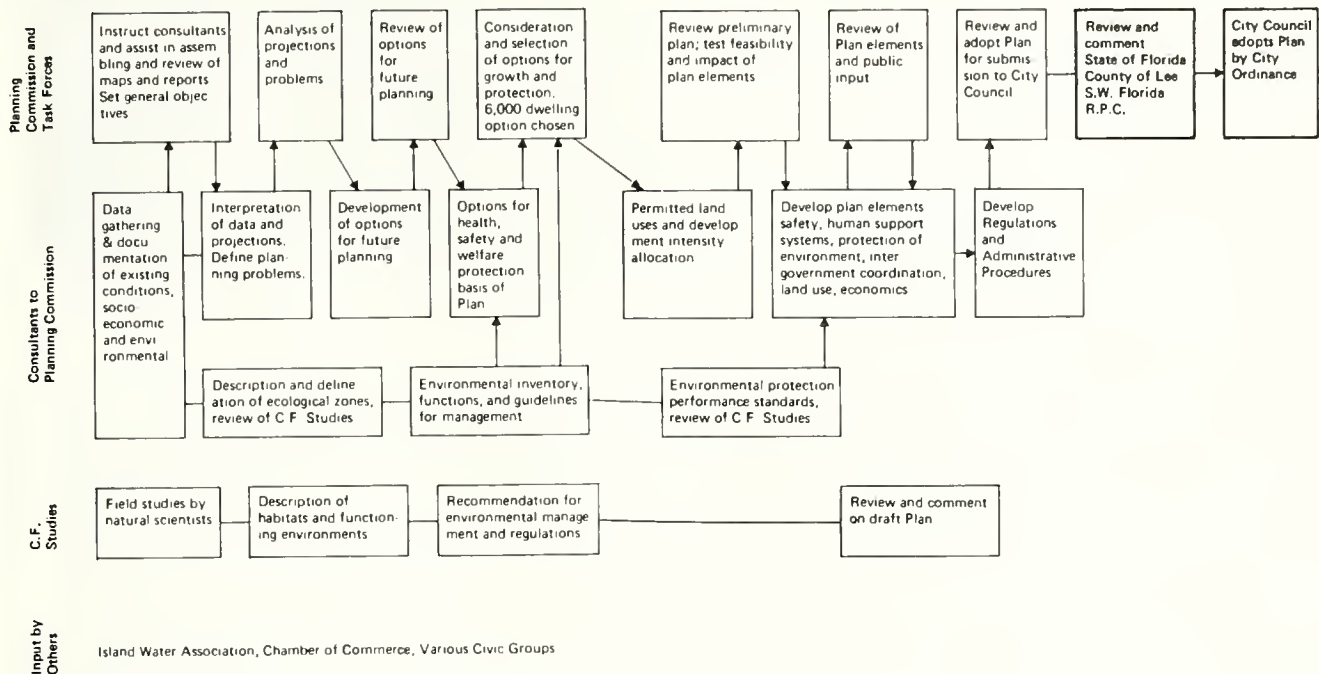 Planning
Commission and
Task Forces
Instruct consultants
and assist in assem
bling and review of
maps and reports
Set general objec
tives
Analysis of
projections
and
problems
Review of
options
for
future
planning
Consideration
and selection
of options for
growth and
protection.
6,000 dwelling
option chosen
Review preliminary
plan; test feasibility
and impact of
plan elements
Review of
Plan elements
and public
input
Review and
adopt Plan
for submis
sion to City
Council
Review and
comment
State of Florida
County of Lee
S.W. Florida
R.P.C.
City Council
adopts Plan
by City
Ordinance
Consultants to
Planning Commission
Data
gathering
& docu
mentation
of existing
conditions,
socio-
economic
and envi
ronmental
Interpretation
of data and
projections.
Define plan-
ning problems.
Development
of options
for future
planning
Options for
health,
safety and
welfare
protection
basis of
Plan
Permitted land
uses and develop
ment intensity
allocation
Develop plan elements
safety, human support
systems, protection of
environment, inter
government coordination,
land use, economics
Develop
Regulations
and
Administrative
Procedures
Description and deline
ation of ecological zones,
review of C F Studies
Environmental inventory,
functions, and guidelines
for management
Environmental protection
performance standards,
review of C F Studies
C.F.
Studies
Field studies by
natural scientists
Description of
habitats and function-
ing environments
Recommendation for
environmental manage
ment and regulations
Review and comment
on draft Plan
Input by
Others
Island Water Association, Chamber of Commerce, Various Civic Groups